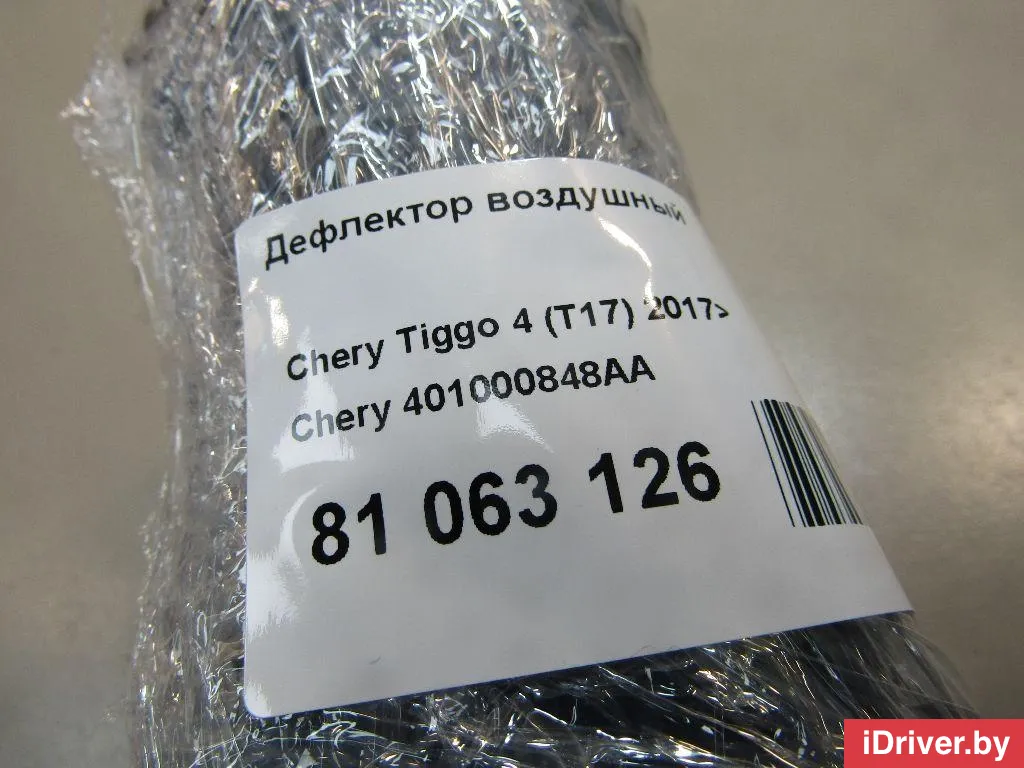 Дефлектор воздушный
Chery Tiggo 4 (T17) 2017>
Chery 401000848AA
81 063 126
iDriver.by